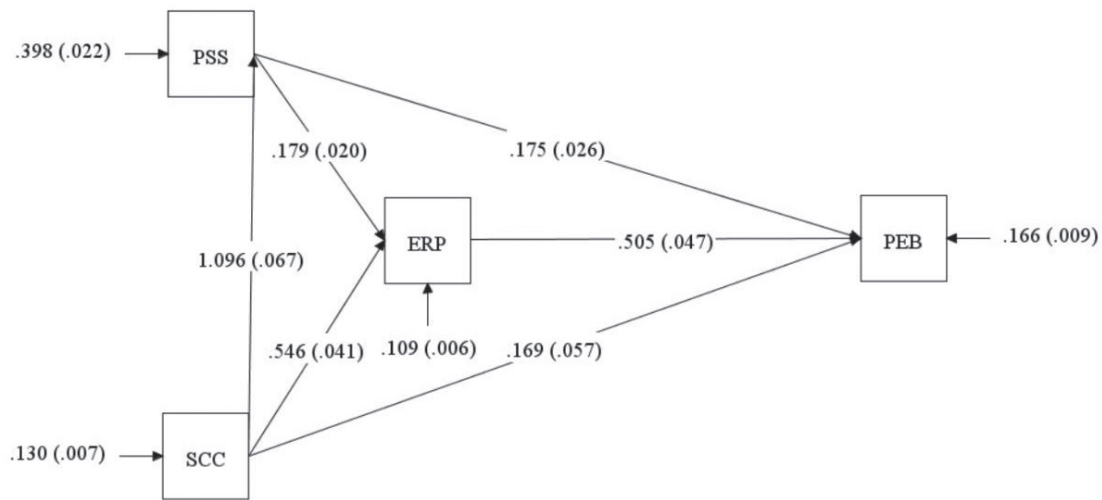 .398 (.022)
PSS
.179 (.020)
.175 (.026)
ERP
.505 (.047)
PEB
.166 (.009)
1.096 (.067)
.546 (.041)
.109 (.006)
.169 (.057)
.130 (.007)
SCC